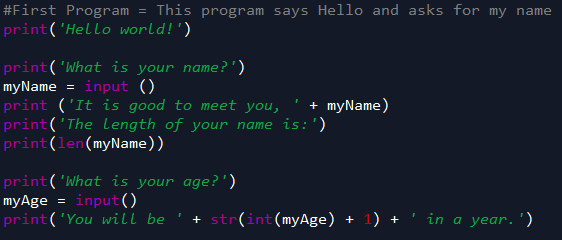 #First Program = This program says Hello and asks for my name
print('Hello world!')
print('What is your name?')
myName = input ()
print ('It is good to meet you, ' + myName)
print('The length of your name is:')
print(len(myName))
print('What is your age?')
myAge = input()
print('You will be ' + str(int(myAge) + 1) + ' in a year.')